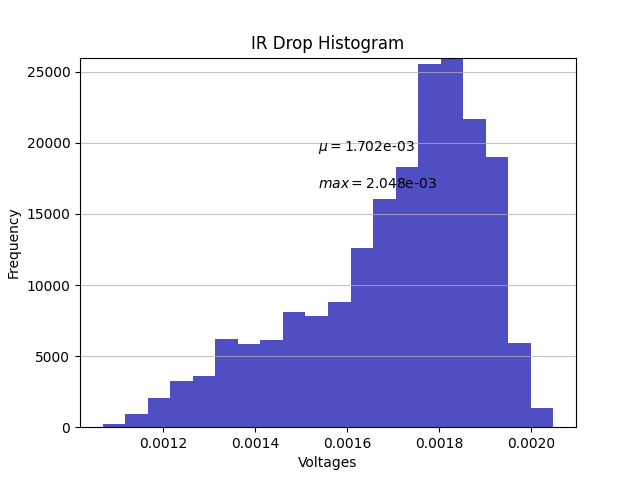 IR Drop Histogram
25000
20000
15000
10000
5000
0
Frequency
μ = 1.702e-03
max = 2.048e-03
0.0012 0.0014 0.0016 0.0018 0.0020
Voltages